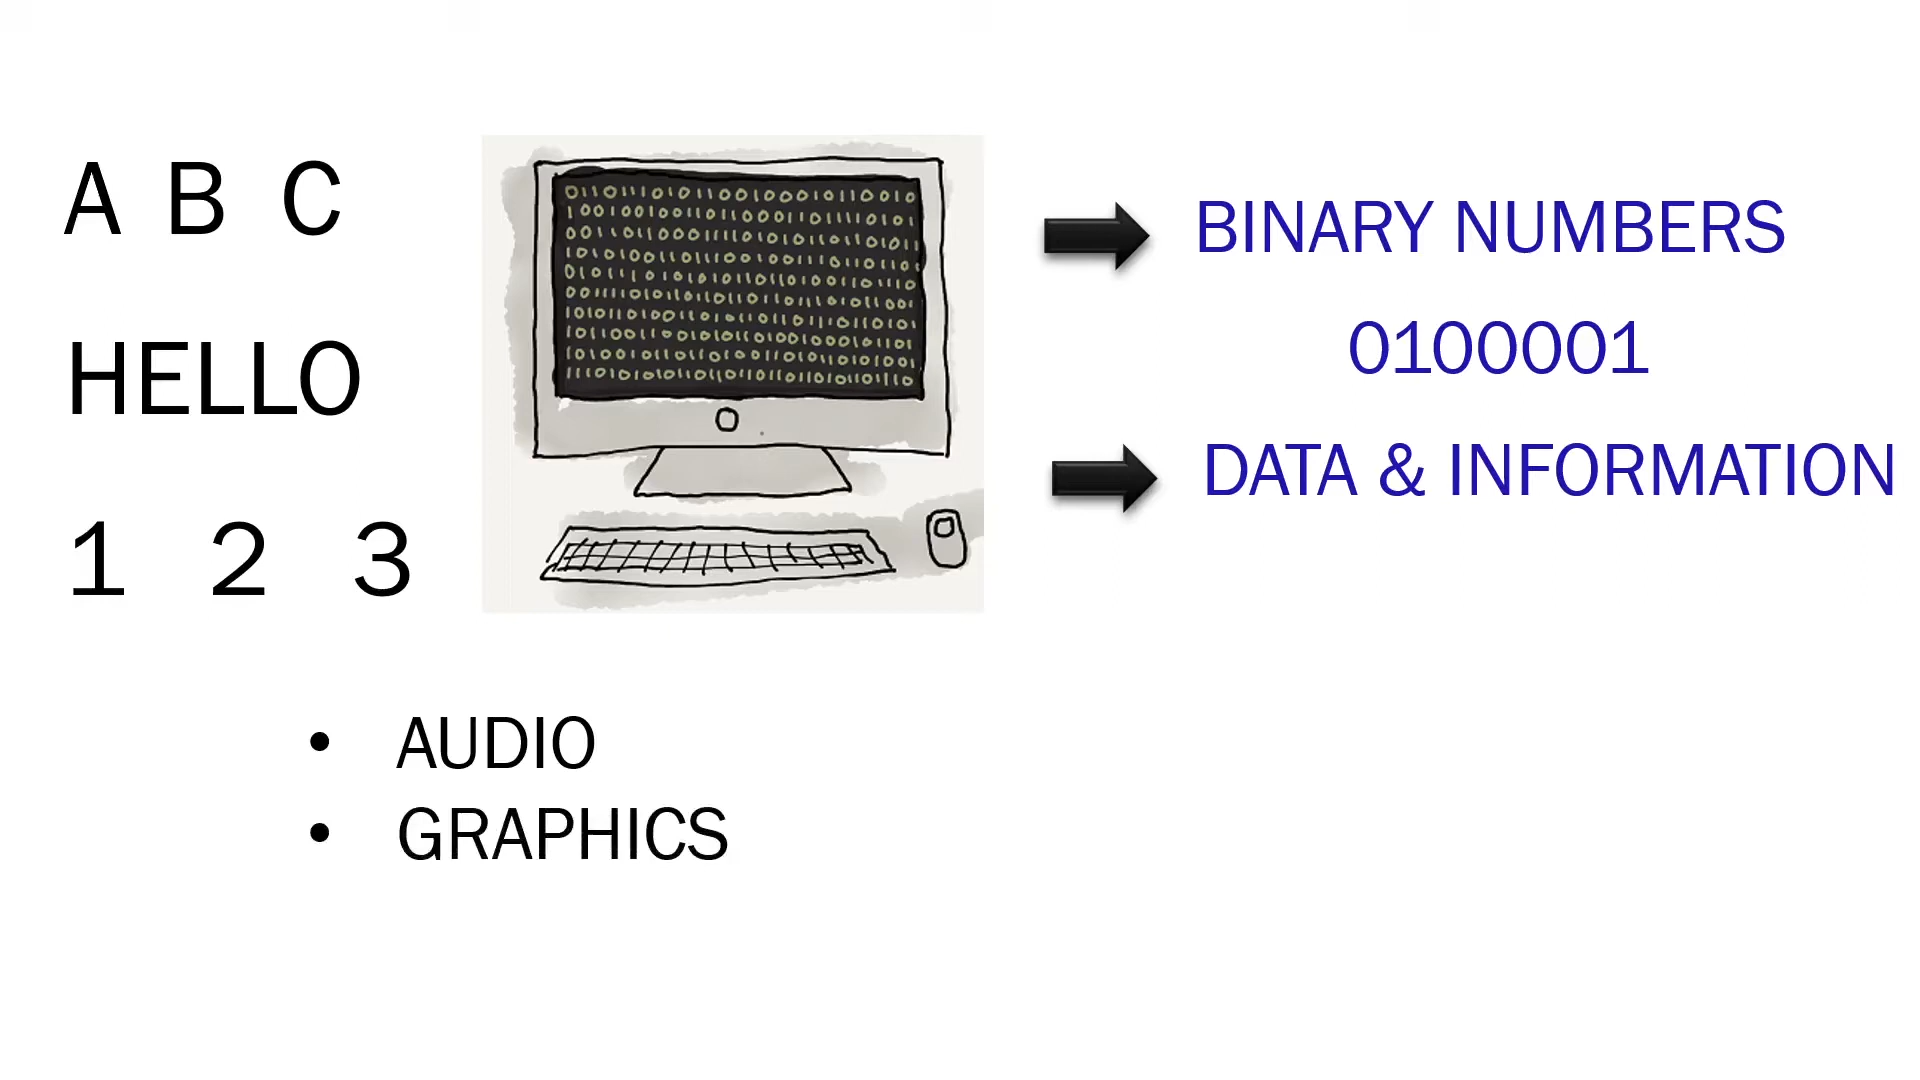 A B C
HELLO
1 2 3
BINARY NUMBERS
0100001
DATA & INFORMATION
• AUDIO
• GRAPHICS